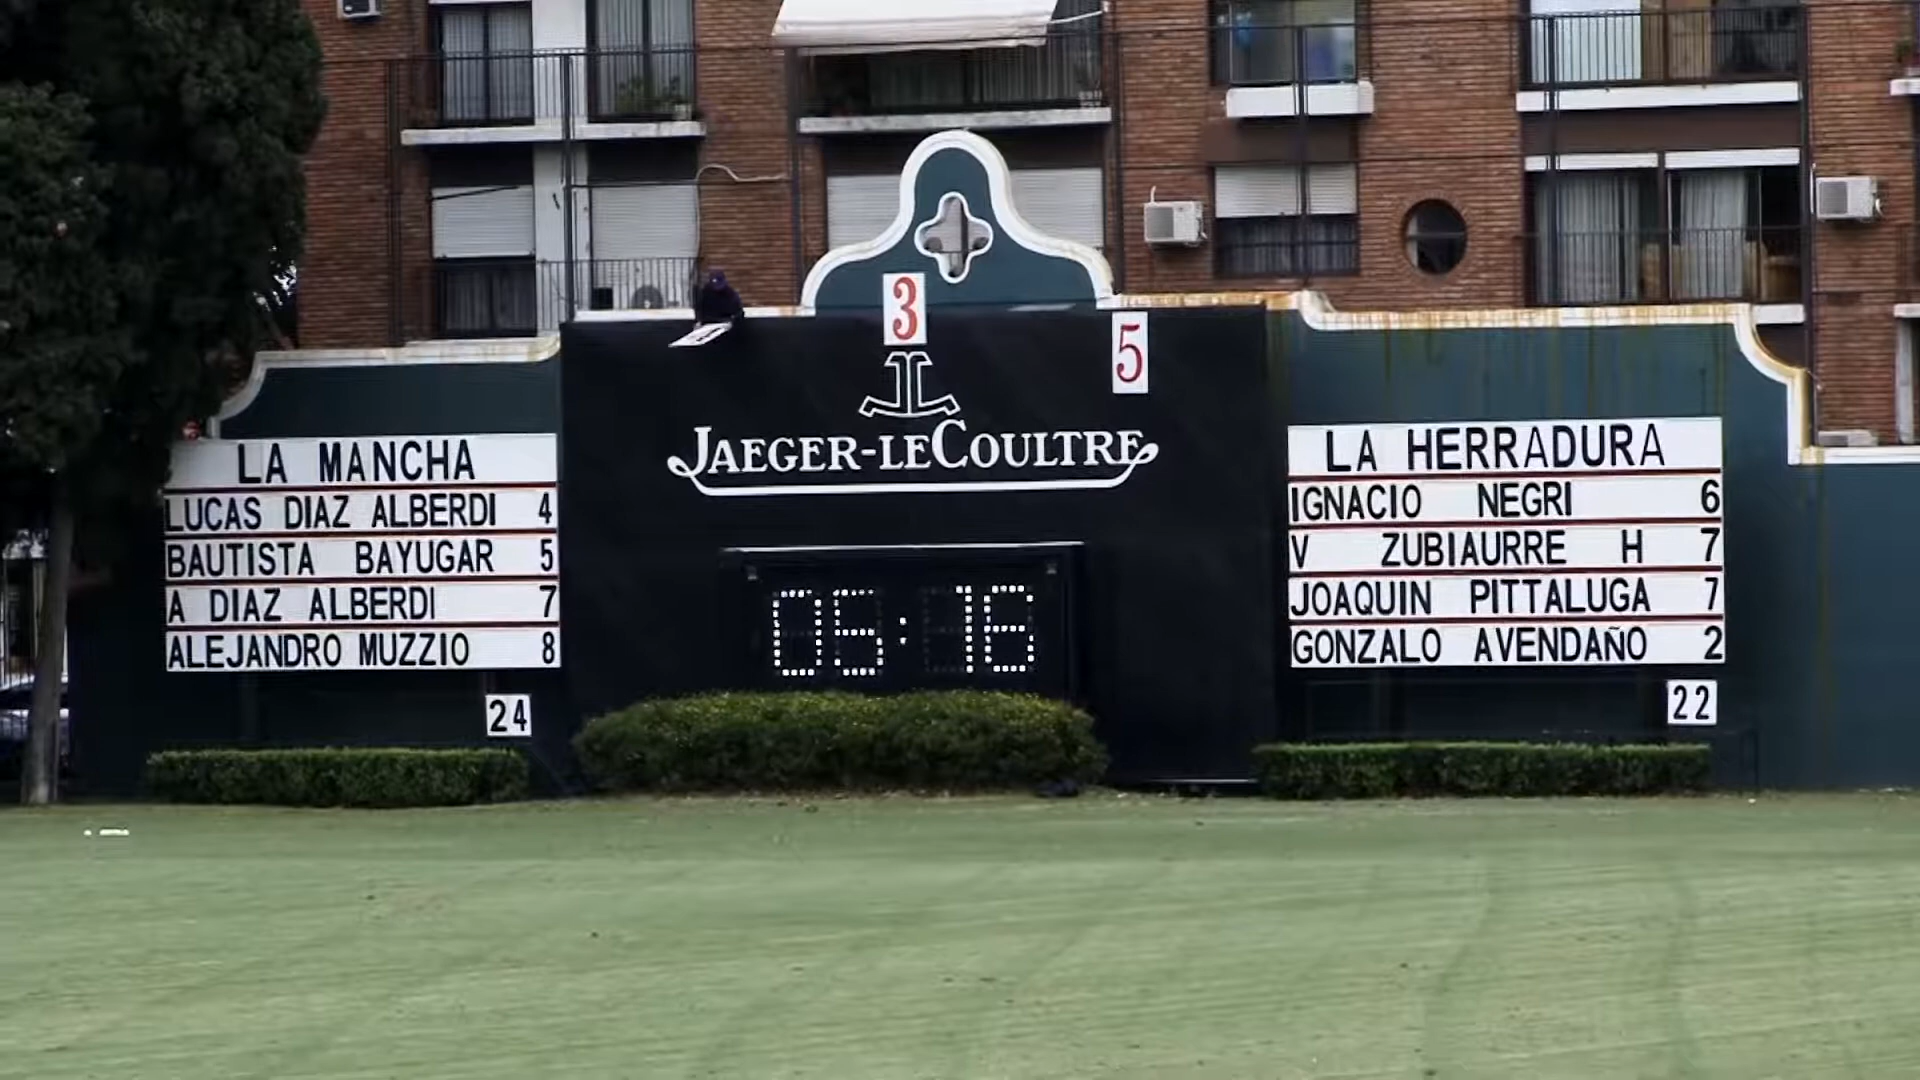 3
5
JAEGER-LECOULTRE
LA MANCHA
LUCAS DIAZ ALBERDI 4
BAUTISTA BAYUGAR 5
A DIAZ ALBERDI 7
ALEJANDRO MUZZIO 8
24
05:16
LA HERRADURA
IGNACIO NEGRI 6
V ZUBIAURRE H 7
JOAQUIN PITTALUGA 7
GONZALO AVENDAÑO 2
22